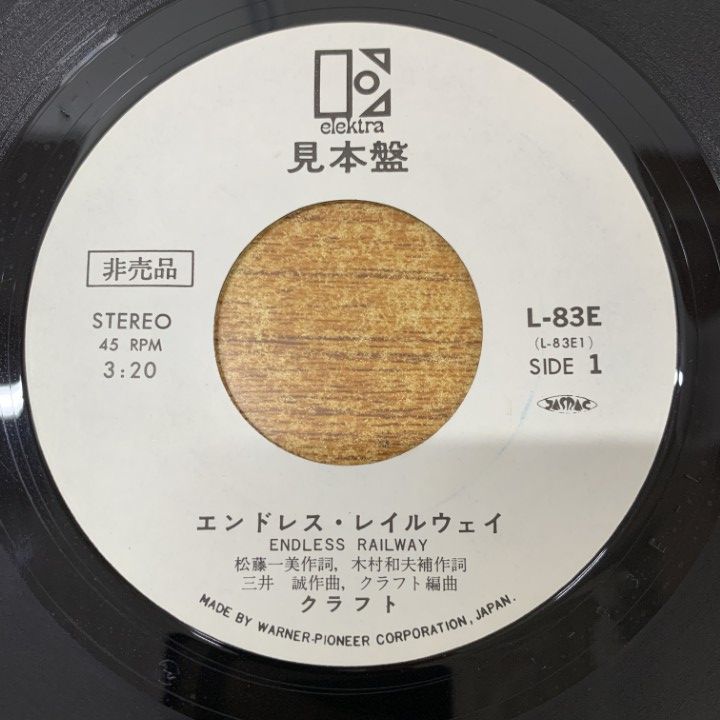 elektra
見本盤
非売品
STEREO
45 RPM
3:20
L-83E
(L-83E1)
SIDE 1
JASRAC
エンドレス・レイルウェイ
ENDLESS RAILWAY
松藤一美作詞, 木村和夫補作詞
三井 誠作曲, クラフト編曲
クラフト
MADE BY WARNER-PIONEER CORPORATION, JAPAN.